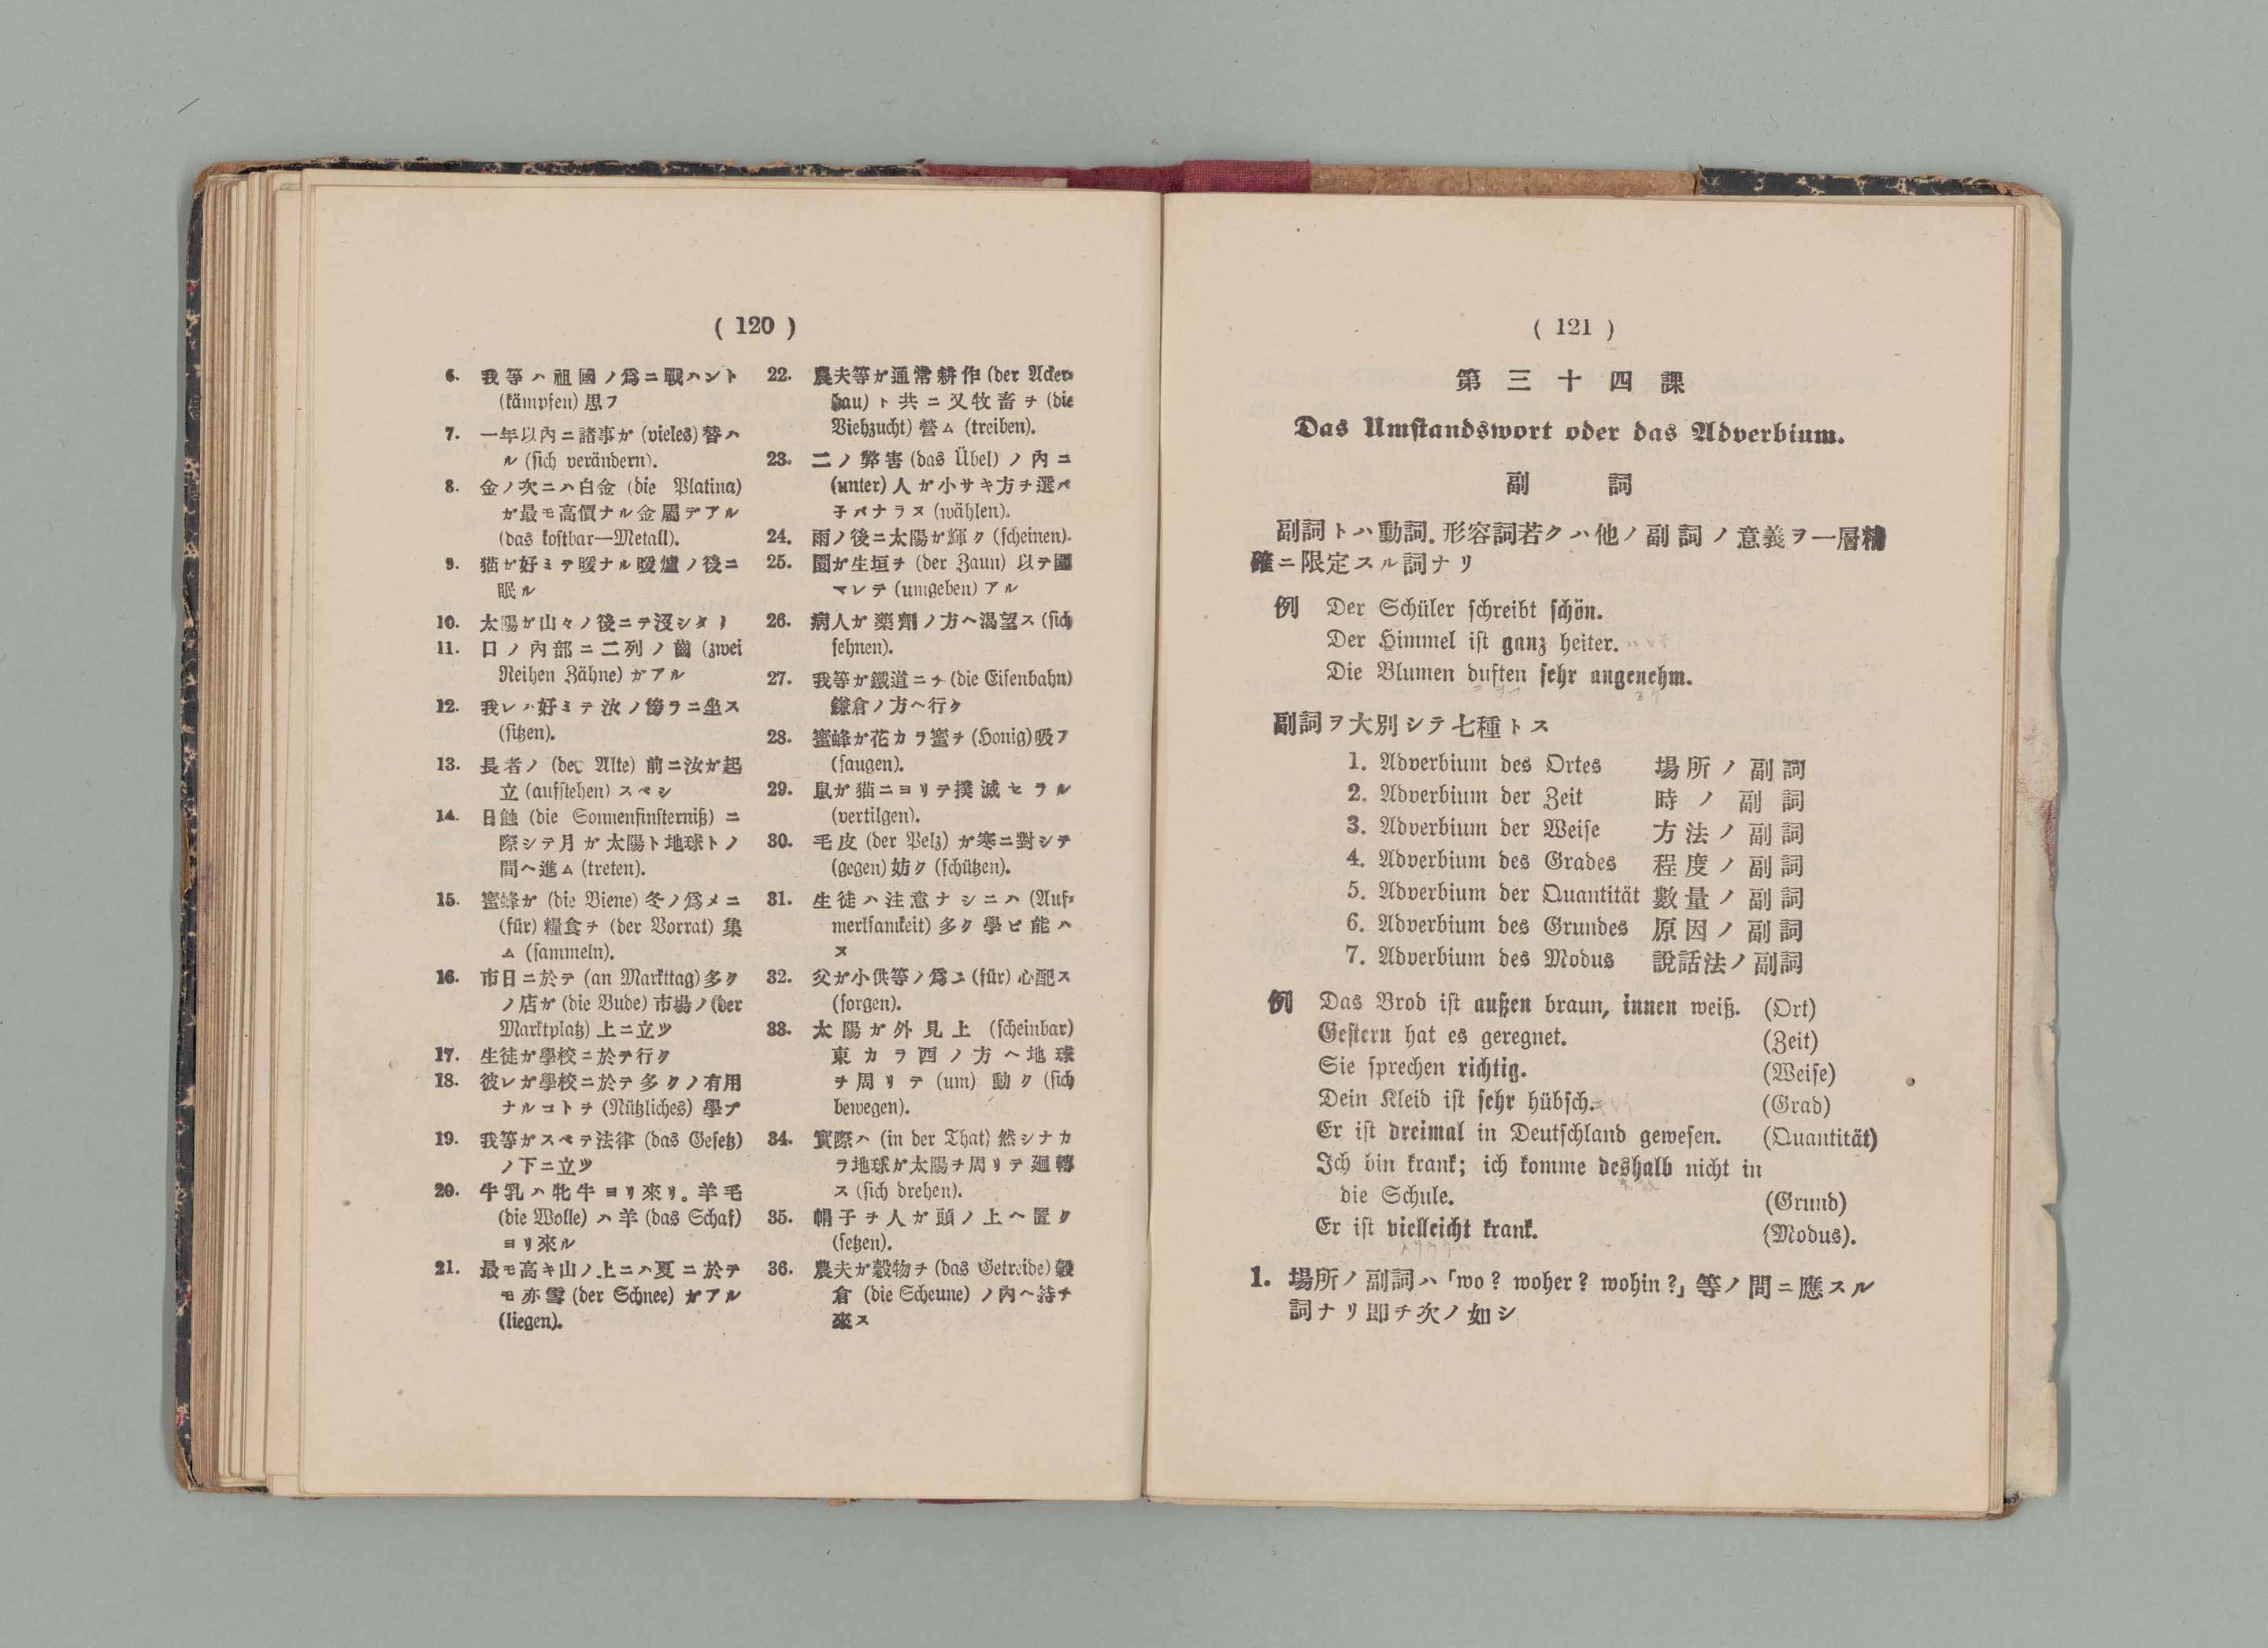 ( 120 )
6. 我等ハ祖國ノ爲ニ戰ハント
(kämpfen) 思フ
7. 一年以內ニ諸事ガ (vieles) 替ハ
ル (sich verändern).
8. 金ノ次ニハ白金 (die Platina)
ガ最モ高價ナル金屬デアル
(das kostbar—Metall).
9. 猫ガ好ミテ暖ナル暖爐ノ後ニ
眠ル
10. 太陽ガ山々ノ後ニテ沒シタリ
11. 口ノ內部ニ二列ノ齒 (zwei
Reihen Zähne) ガアル
12. 我レハ好ミテ汝ノ傍ラニ坐ス
(sitzen).
13. 長者ノ (der Alte) 前ニ汝ガ起
立 (aufstehen) スベシ
14. 日蝕 (die Sonnenfinsterniß) ニ
際シテ月ガ太陽ト地球トノ
間ヘ進ム (treten).
15. 蜜蜂ガ (die Biene) 冬ノ爲メニ
(für) 糧食ヲ (der Vorrat) 集
ム (sammeln).
16. 市日ニ於テ (an Markttag) 多ク
ノ店ガ (die Bude) 市場ノ (der
Marktplatz) 上ニ立ツ
17. 生徒ガ學校ニ於テ行ク
18. 彼レガ學校ニ於テ多クノ有用
ナルコトヲ (Nützliches) 學ブ
19. 我等ガスベテ法律 (das Gesetz)
ノ下ニ立ツ
20. 牛乳ハ牝牛ヨリ來リ。羊毛
(die Wolle) ハ羊 (das Schaf)
ヨリ來ル
21. 最モ高キ山ノ上ニハ夏ニ於テ
モ亦雪 (der Schnee) ガアル
(liegen).
22. 農夫等ガ通常耕作 (der Acker-
bau) ト共ニ又牧畜ヲ (die
Viehzucht) 營ム (treiben).
23. 二ノ弊害 (das Übel) ノ內ニ
(unter) 人ガ小サキ方ヲ選ベ
子バナラヌ (wählen).
24. 雨ノ後ニ太陽ガ輝ク (scheinen).
25. 園ガ生垣ヲ (der Zaun) 以テ圍
マレテ (umgeben) アル
26. 病人ガ藥劑ノ方ヘ渴望ス (sich
sehnen).
27. 我等ガ鐵道ニテ (die Eisenbahn)
鎌倉ノ方ヘ行ク
28. 蜜蜂ガ花カラ蜜ヲ (Honig) 吸フ
(saugen).
29. 鼠ガ猫ニヨリテ撲滅セラル
(vertilgen).
30. 毛皮 (der Pelz) ガ寒ニ對シテ
(gegen) 妨ク (schützen).
31. 生徒ハ注意ナシニハ (Auf-
merksamkeit) 多ク學ビ能ハ
ヌ
32. 父ガ小供等ノ爲ニ (für) 心配ス
(sorgen).
33. 太陽ガ外見上 (scheinbar)
東カラ西ノ方ヘ地球
ヲ周リテ (um) 動ク (sich
bewegen).
34. 實際ハ (in der That) 然シナカ
ラ地球ガ太陽ヲ周リテ廻轉
ス (sich drehen).
35. 帽子ヲ人ガ頭ノ上ヘ置ク
(setzen).
36. 農夫ガ穀物ヲ (das Getreide) 穀
倉 (die Scheune) ノ內ヘ持チ
來ス
( 121 )
第三十四課
Das Umstandswort oder das Adverbium.
副詞
副詞トハ動詞．形容詞若クハ他ノ副詞ノ意義ヲ一層精
確ニ限定スル詞ナリ
例 Der Schüler schreibt schön.
Der Himmel ist ganz heiter.
Die Blumen duften sehr angenehm.
副詞ヲ大別シテ七種トス
1. Adverbium des Ortes 場所ノ副詞
2. Adverbium der Zeit 時ノ副詞
3. Adverbium der Weise 方法ノ副詞
4. Adverbium des Grades 程度ノ副詞
5. Adverbium der Quantität 數量ノ副詞
6. Adverbium des Grundes 原因ノ副詞
7. Adverbium des Modus 說話法ノ副詞
例 Das Brod ist außen braun, innen weiß. (Ort)
Gestern hat es geregnet. (Zeit)
Sie sprechen richtig. (Weise)
Dein Kleid ist sehr hübsch. (Grad)
Er ist dreimal in Deutschland gewesen. (Quantität)
Ich bin krank; ich komme deshalb nicht in
die Schule. (Grund)
Er ist vielleicht krank. (Modus).
1. 場所ノ副詞ハ「wo? woher? wohin?」等ノ問ニ應スル
詞ナリ卽チ次ノ如シ